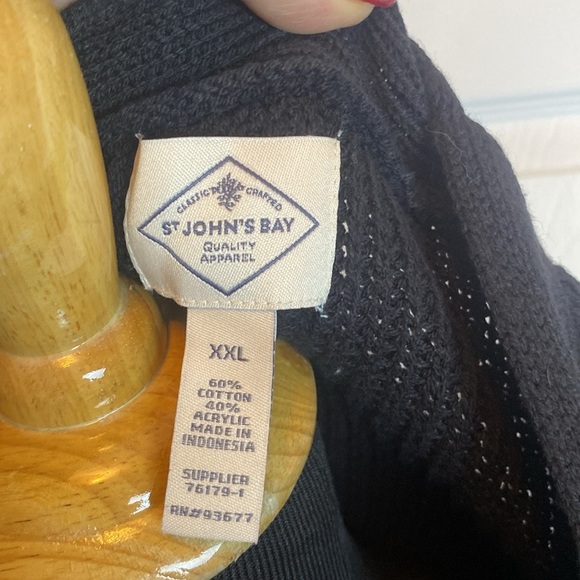 CLASSIC CRAFTED
ST JOHN'S BAY
QUALITY
APPAREL
XXL
60%
COTTON
40%
ACRYLIC
MADE IN
INDONESIA
SUPPLIER
76179-1
RN#93677